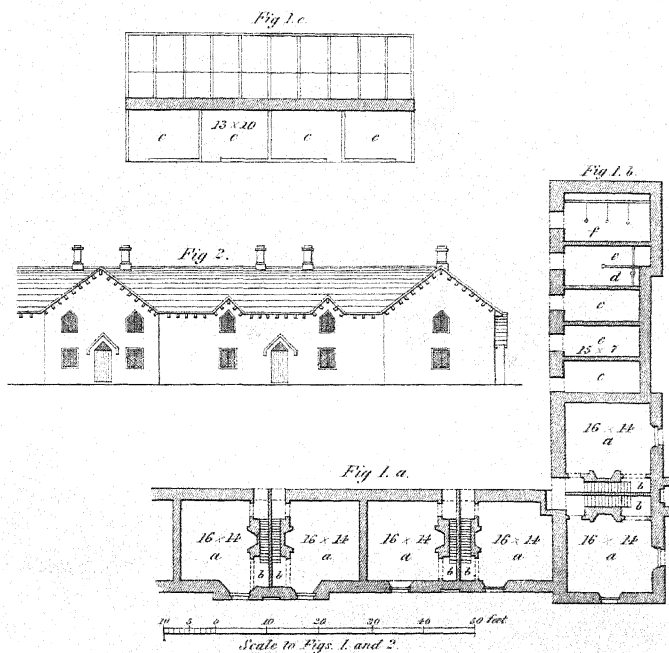 Fig 1. c.
c
13 x 10
c
c
c
Fig 1. b.
f
e
d
c
c
15 x 7
c
Fig 2.
16 x 14
a
b
b
Fig 1. a.
16 x 14
a
16 x 14
a
16 x 14
a
16 x 14
a
16 x 14
a
b
b
b
b
10 5 0 10 20 30 40 50 feet
Scale to Figs. 1. and 2.